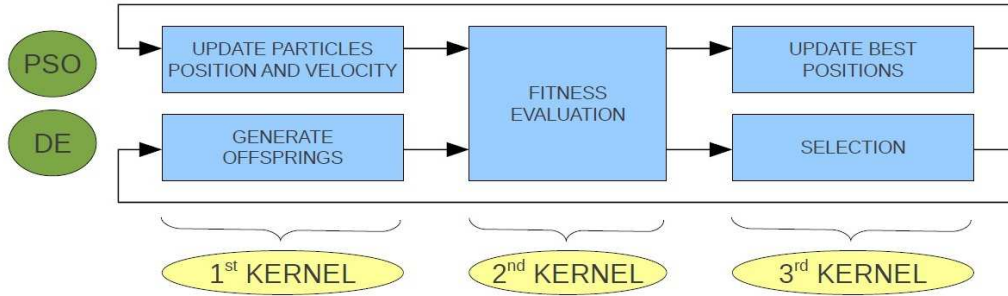 PSO
UPDATE PARTICLES
POSITION AND VELOCITY
FITNESS
EVALUATION
UPDATE BEST
POSITIONS
DE
GENERATE
OFFSPRINGS
SELECTION
1st KERNEL
2nd KERNEL
3rd KERNEL